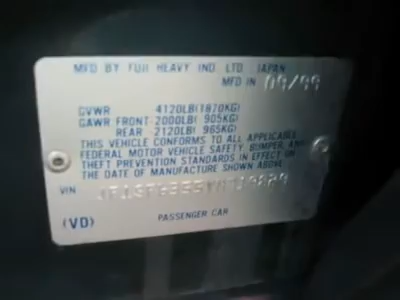 MFD BY FUJI HEAVY IND. LTD. JAPAN
MFD IN 09/99
GVWR 4120LB(1870KG)
GAWR FRONT 2000LB( 905KG)
REAR 2120LB( 965KG)
THIS VEHICLE CONFORMS TO ALL APPLICABLE
FEDERAL MOTOR VEHICLE SAFETY, BUMPER, AND
THEFT PREVENTION STANDARDS IN EFFECT ON
THE DATE OF MANUFACTURE SHOWN ABOVE.
VIN
(VD) PASSENGER CAR